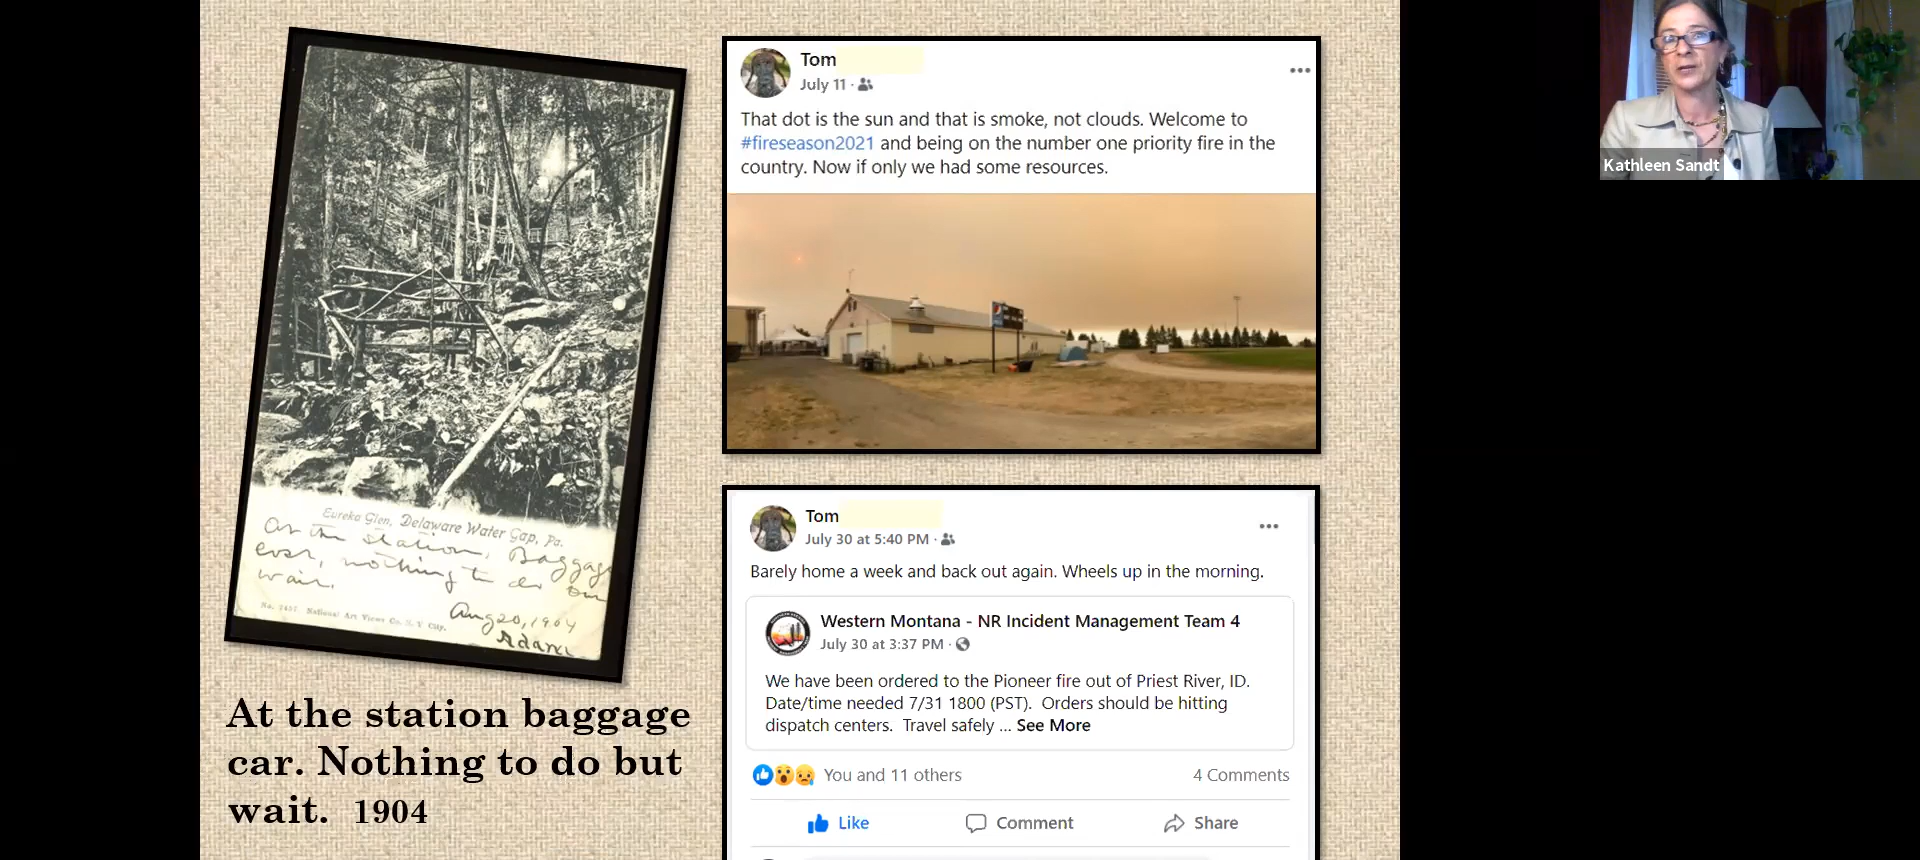 Eureka Glen, Delaware Water Gap, Pa.
At the station, Baggage
car, nothing to do but
wait.
No. 7457. National Art Views Co., N. Y. City.
Aug 20, 1904
At the station baggage
car. Nothing to do but
wait. 1904
Tom
July 11 ·
That dot is the sun and that is smoke, not clouds. Welcome to
#fireseason2021 and being on the number one priority fire in the
country. Now if only we had some resources.
Tom
July 30 at 5:40 PM ·
Barely home a week and back out again. Wheels up in the morning.
Western Montana - NR Incident Management Team 4
July 30 at 3:37 PM ·
We have been ordered to the Pioneer fire out of Priest River, ID.
Date/time needed 7/31 1800 (PST). Orders should be hitting
dispatch centers. Travel safely ... See More
You and 11 others
4 Comments
Like
Comment
Share
Kathleen Sandt